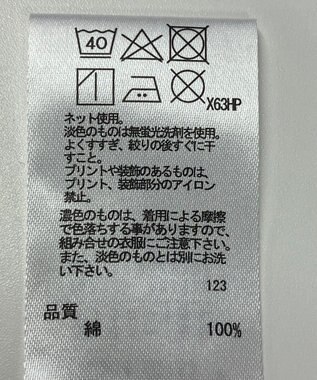 40
X63HP
ネット使用。
淡色のものは無蛍光洗剤を使用。
よくすすぎ、絞りの後すぐに干
すこと。
プリントや装飾のあるものは、
プリント、装飾部分のアイロン
禁止。
濃色のものは、着用による摩擦
で色落ちする事がありますので、
組み合せの衣服にご注意下さい。
また、淡色のものとは別にお洗
い下さい。
123
品質
綿 100%